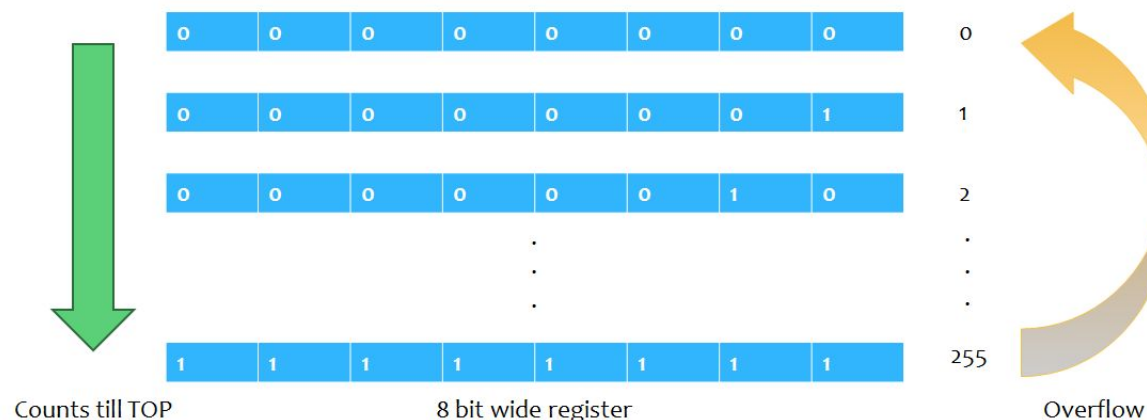 0 0 0 0 0 0 0 0 0
0 0 0 0 0 0 0 1 1
0 0 0 0 0 0 1 0 2
. .
. .
. .
1 1 1 1 1 1 1 1 255
Counts till TOP 8 bit wide register Overflow